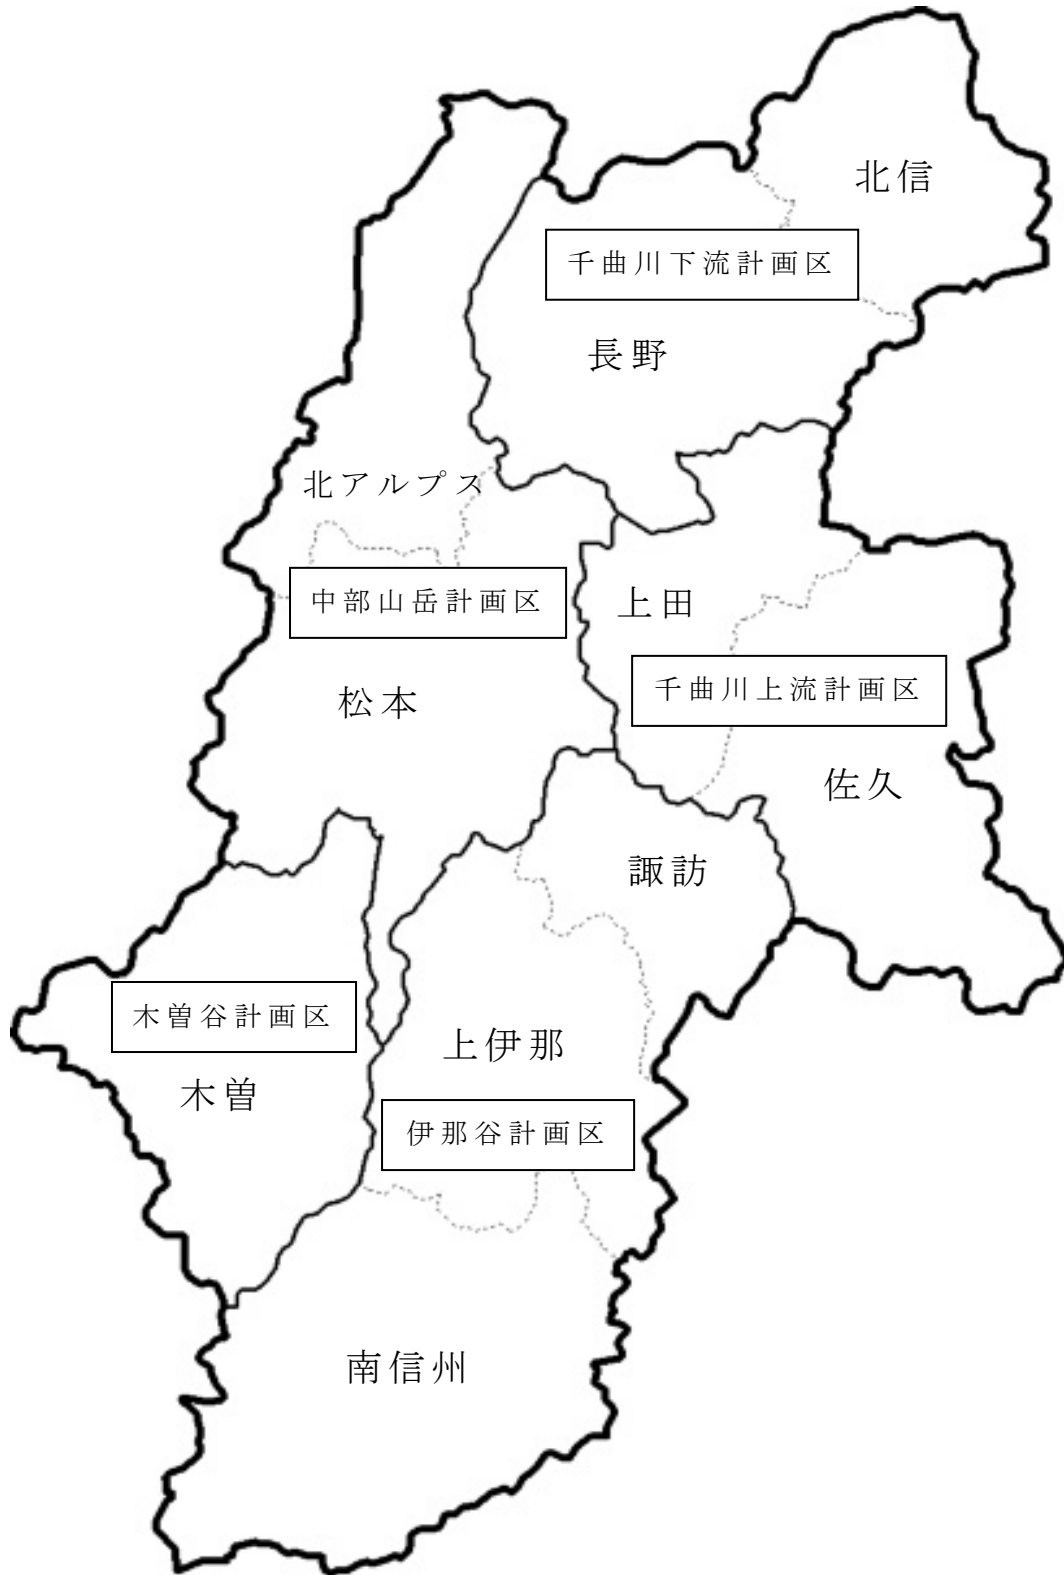 北信
千曲川下流計画区
長野
北アルプス
中部山岳計画区
上田
松本
千曲川上流計画区
佐久
諏訪
木曽谷計画区
上伊那
木曽
伊那谷計画区
南信州